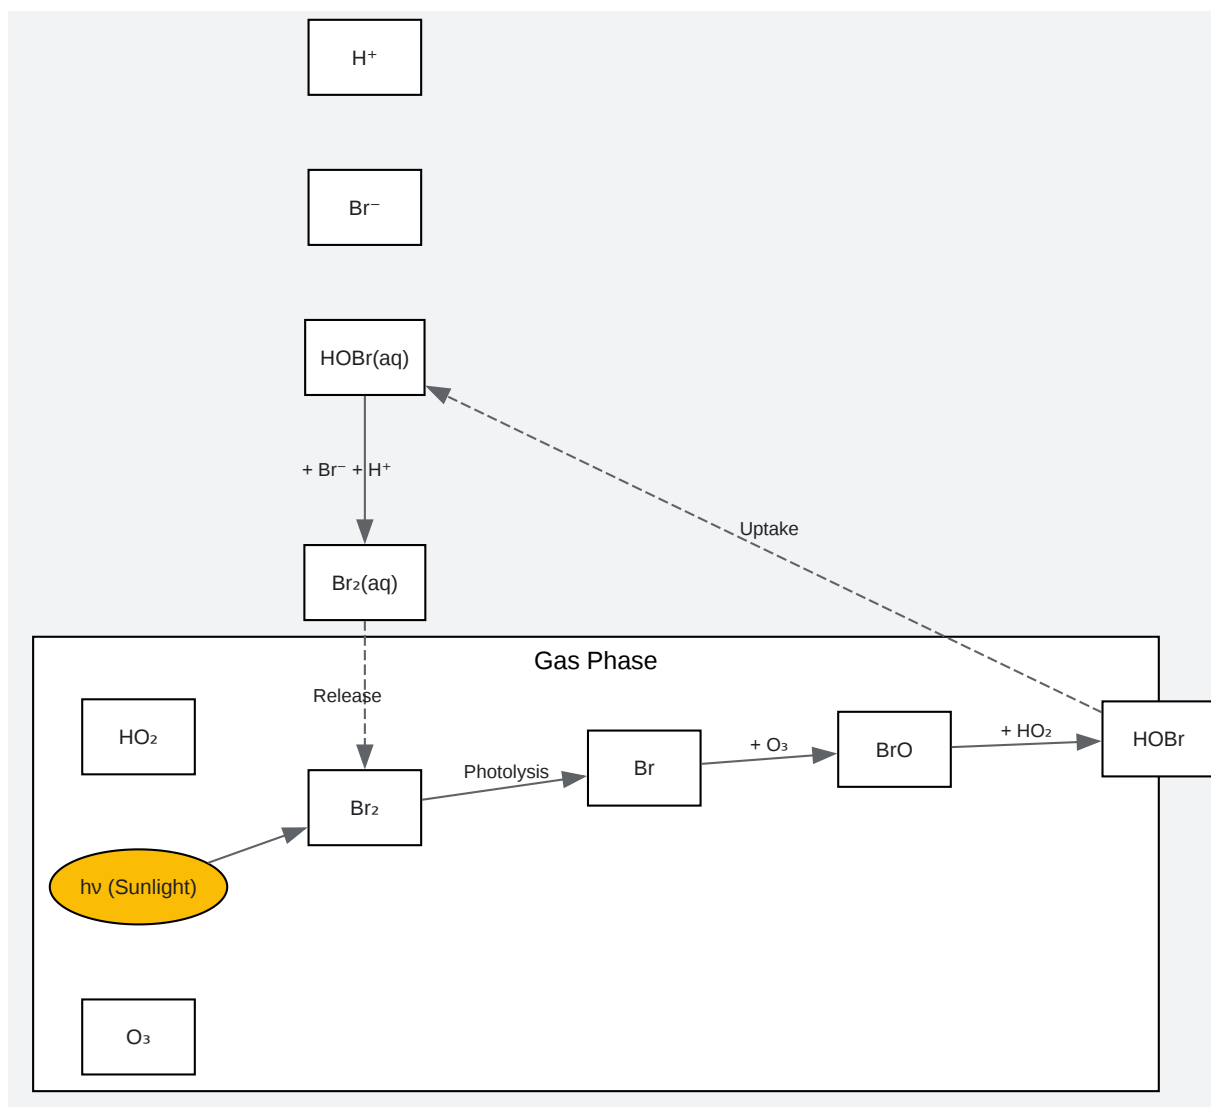 H⁺
Br⁻
HOBr(aq)
+ Br⁻ + H⁺
Uptake
Br₂(aq)
Gas Phase
Release
HO₂
Photolysis
Br
+ O₃
BrO
+ HO₂
HOBr
Br₂
hν (Sunlight)
O₃